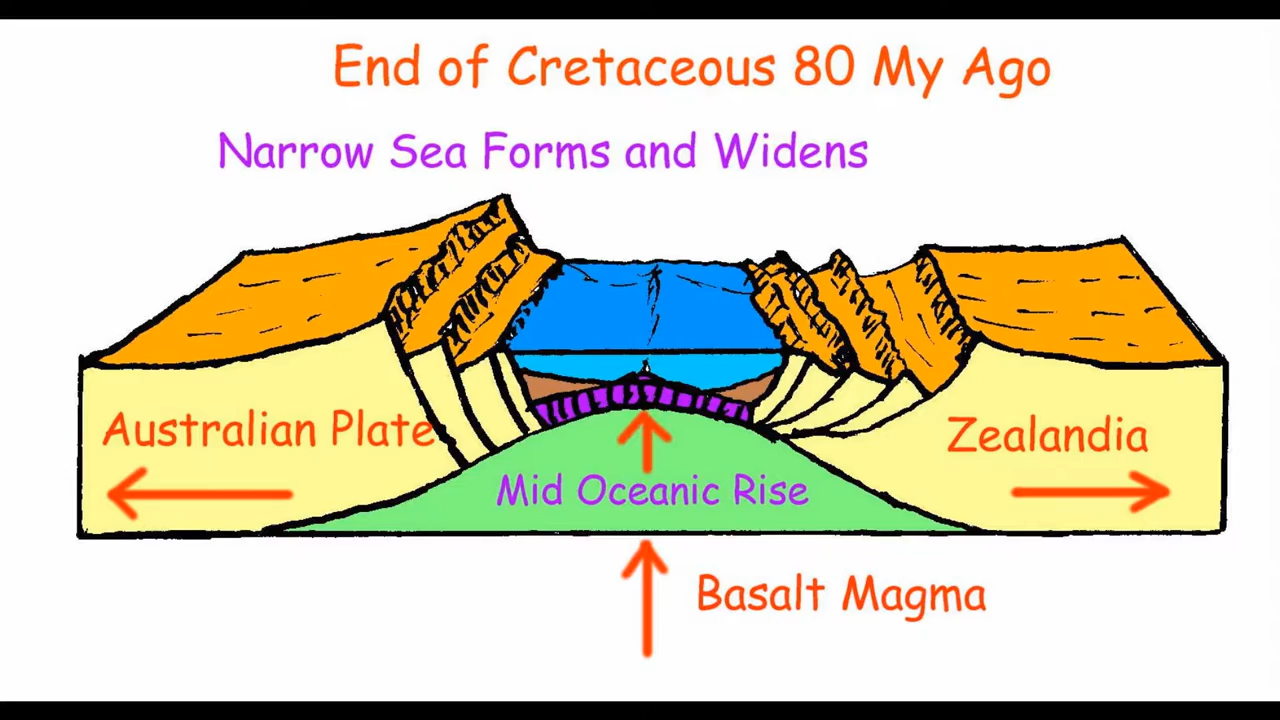 End of Cretaceous 80 My Ago
Narrow Sea Forms and Widens
Australian Plate
Zealandia
Mid Oceanic Rise
Basalt Magma